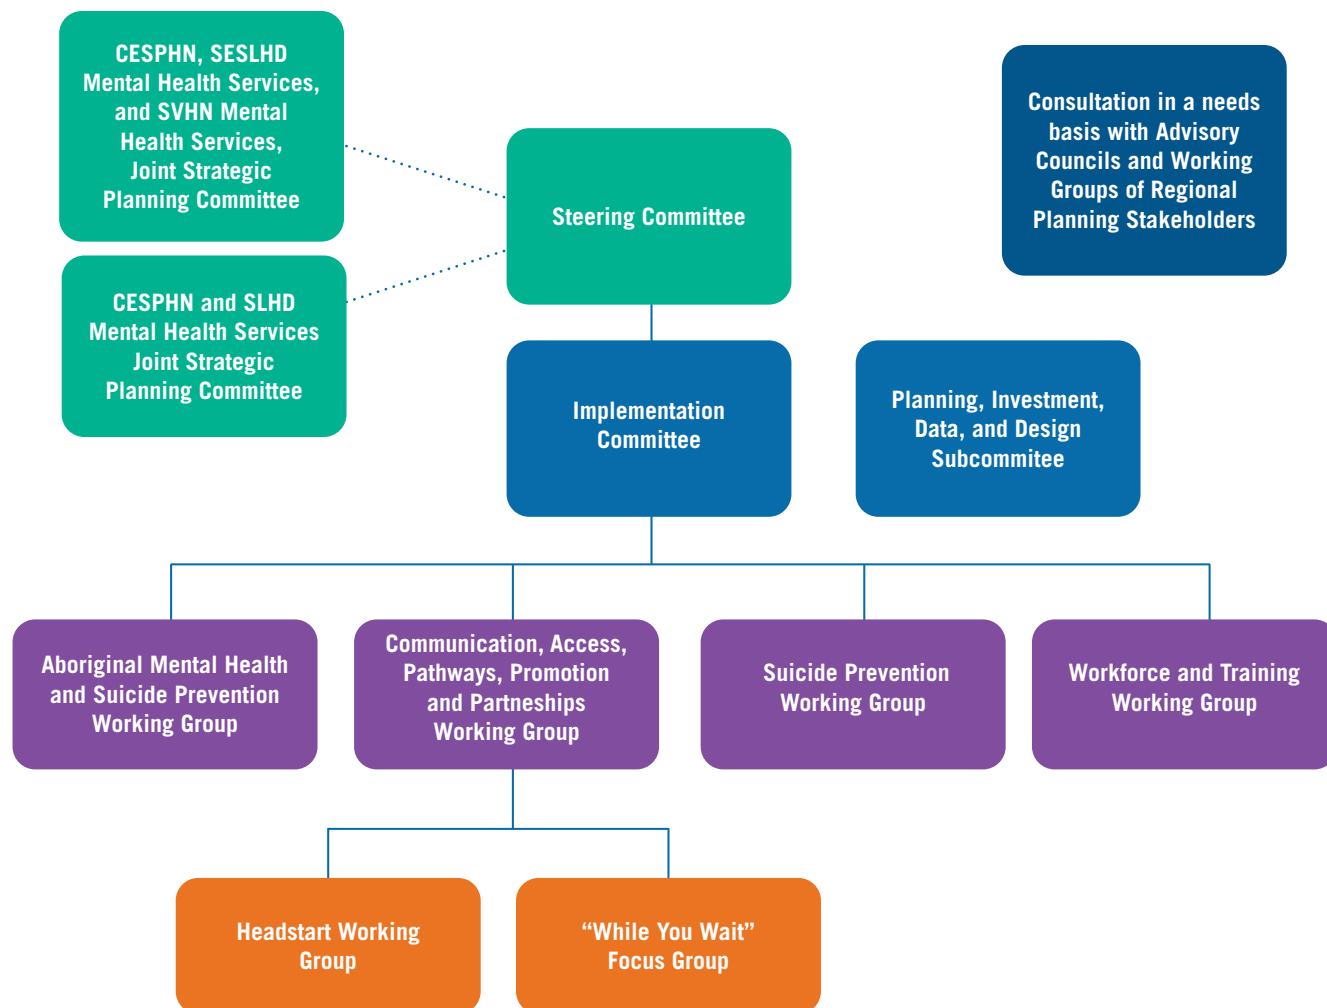 CESPHN, SESLHD
Mental Health Services,
and SVHN Mental
Health Services,
Joint Strategic
Planning Committee
Steering Committee
Consultation in a needs
basis with Advisory
Councils and Working
Groups of Regional
Planning Stakeholders
CESPHN and SLHD
Mental Health Services
Joint Strategic
Planning Committee
Implementation
Committee
Planning, Investment,
Data, and Design
Subcommitee
Aboriginal Mental Health
and Suicide Prevention
Working Group
Communication, Access,
Pathways, Promotion
and Partneships
Working Group
Suicide Prevention
Working Group
Workforce and Training
Working Group
Headstart Working
Group
“While You Wait”
Focus Group